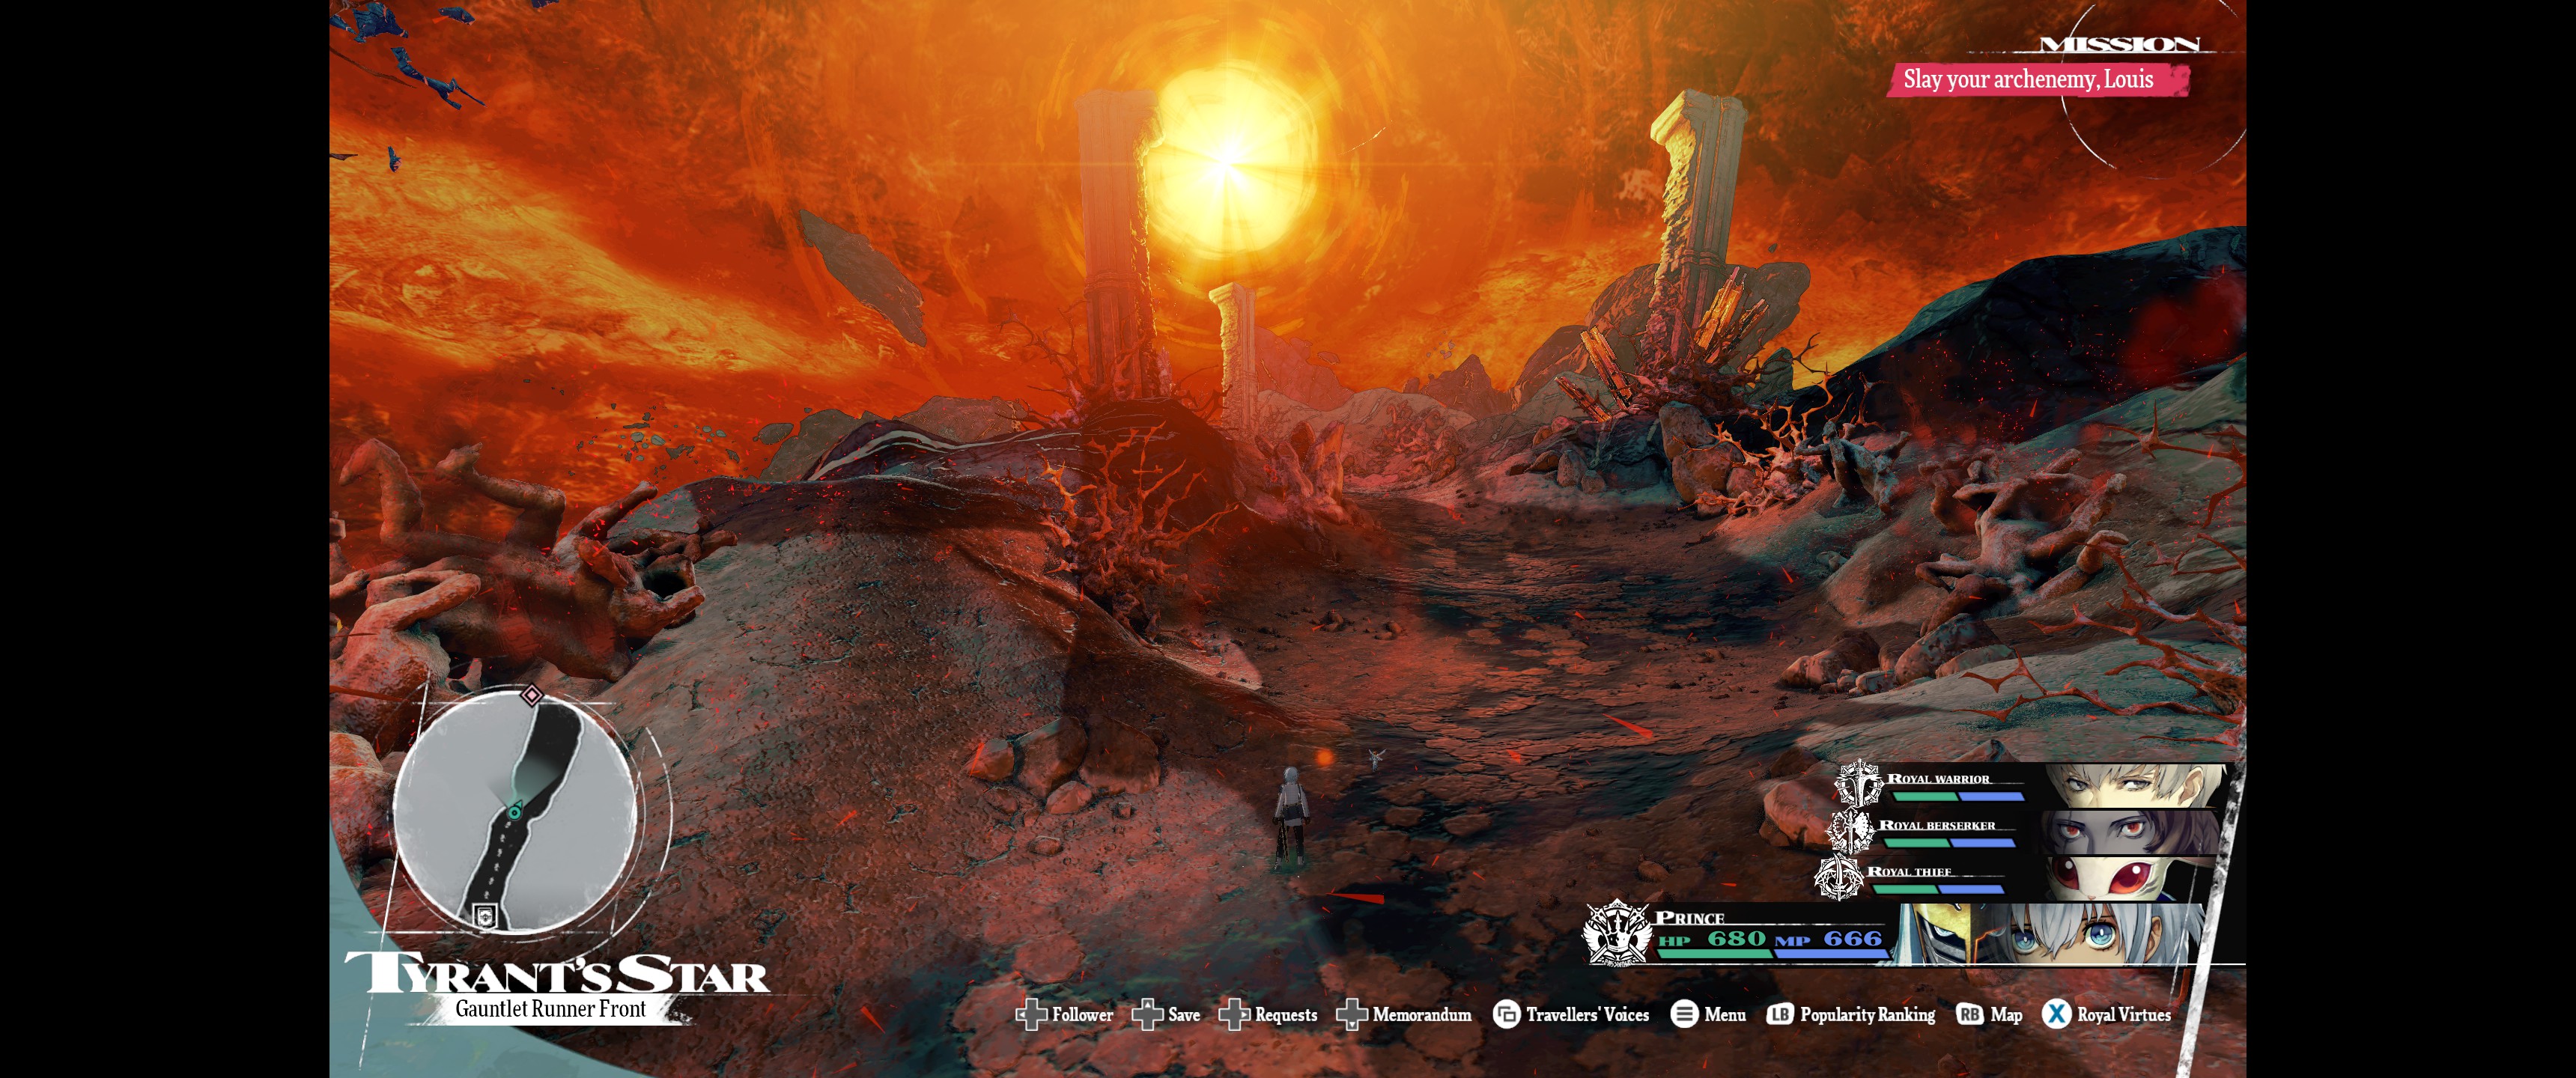 MISSION
Slay your archenemy, Louis
ROYAL WARRIOR
ROYAL BERSERKER
ROYAL THIEF
PRINCE
HP 680 MP 666
TYRANT'S STAR
Gauntlet Runner Front
Follower Save Requests Memorandum Travellers' Voices Menu LB Popularity Ranking RB Map X Royal Virtues